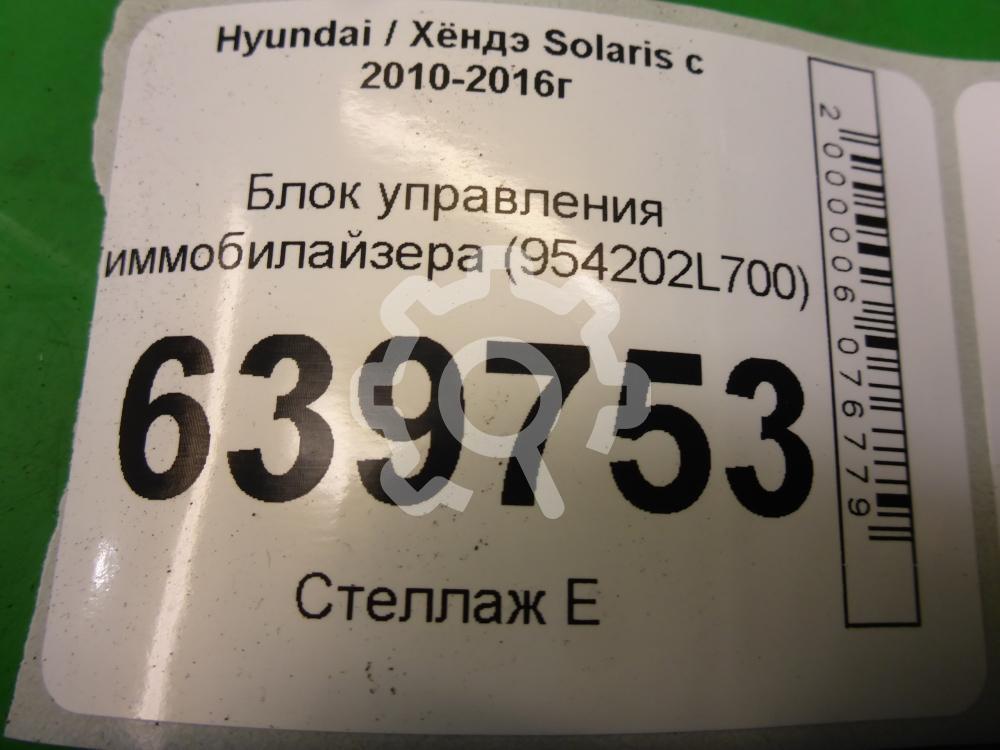 Hyundai / Хёндэ Solaris с
2010-2016г
Блок управления
иммобилайзера (954202L700)
639753
Стеллаж Е
2000006076779